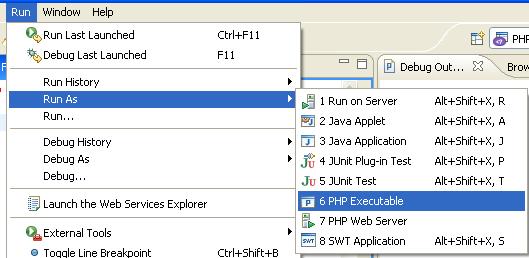 Run Window Help
Run Last Launched Ctrl+F11
Debug Last Launched F11
PHP
Run History
Debug Out...
Brow
Run As
Run...
1 Run on Server Alt+Shift+X, R
2 Java Applet Alt+Shift+X, A
3 Java Application Alt+Shift+X, J
4 JUnit Plug-in Test Alt+Shift+X, P
5 JUnit Test Alt+Shift+X, T
6 PHP Executable
7 PHP Web Server
8 SWT Application Alt+Shift+X, S
Debug History
Debug As
Debug...
Launch the Web Services Explorer
External Tools
Toggle Line Breakpoint Ctrl+Shift+B